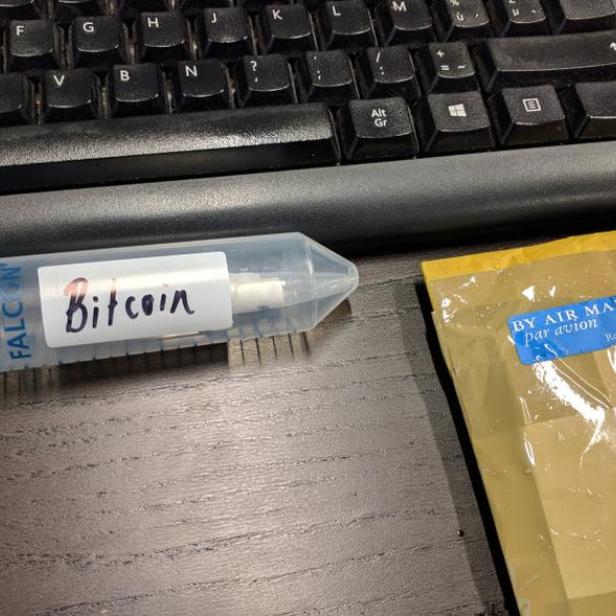 F G H J K L M % ù
V B N ? , . ; / : + = ~
Alt
Gr
FALCON
Bitcoin
BY AIR MA
par avion